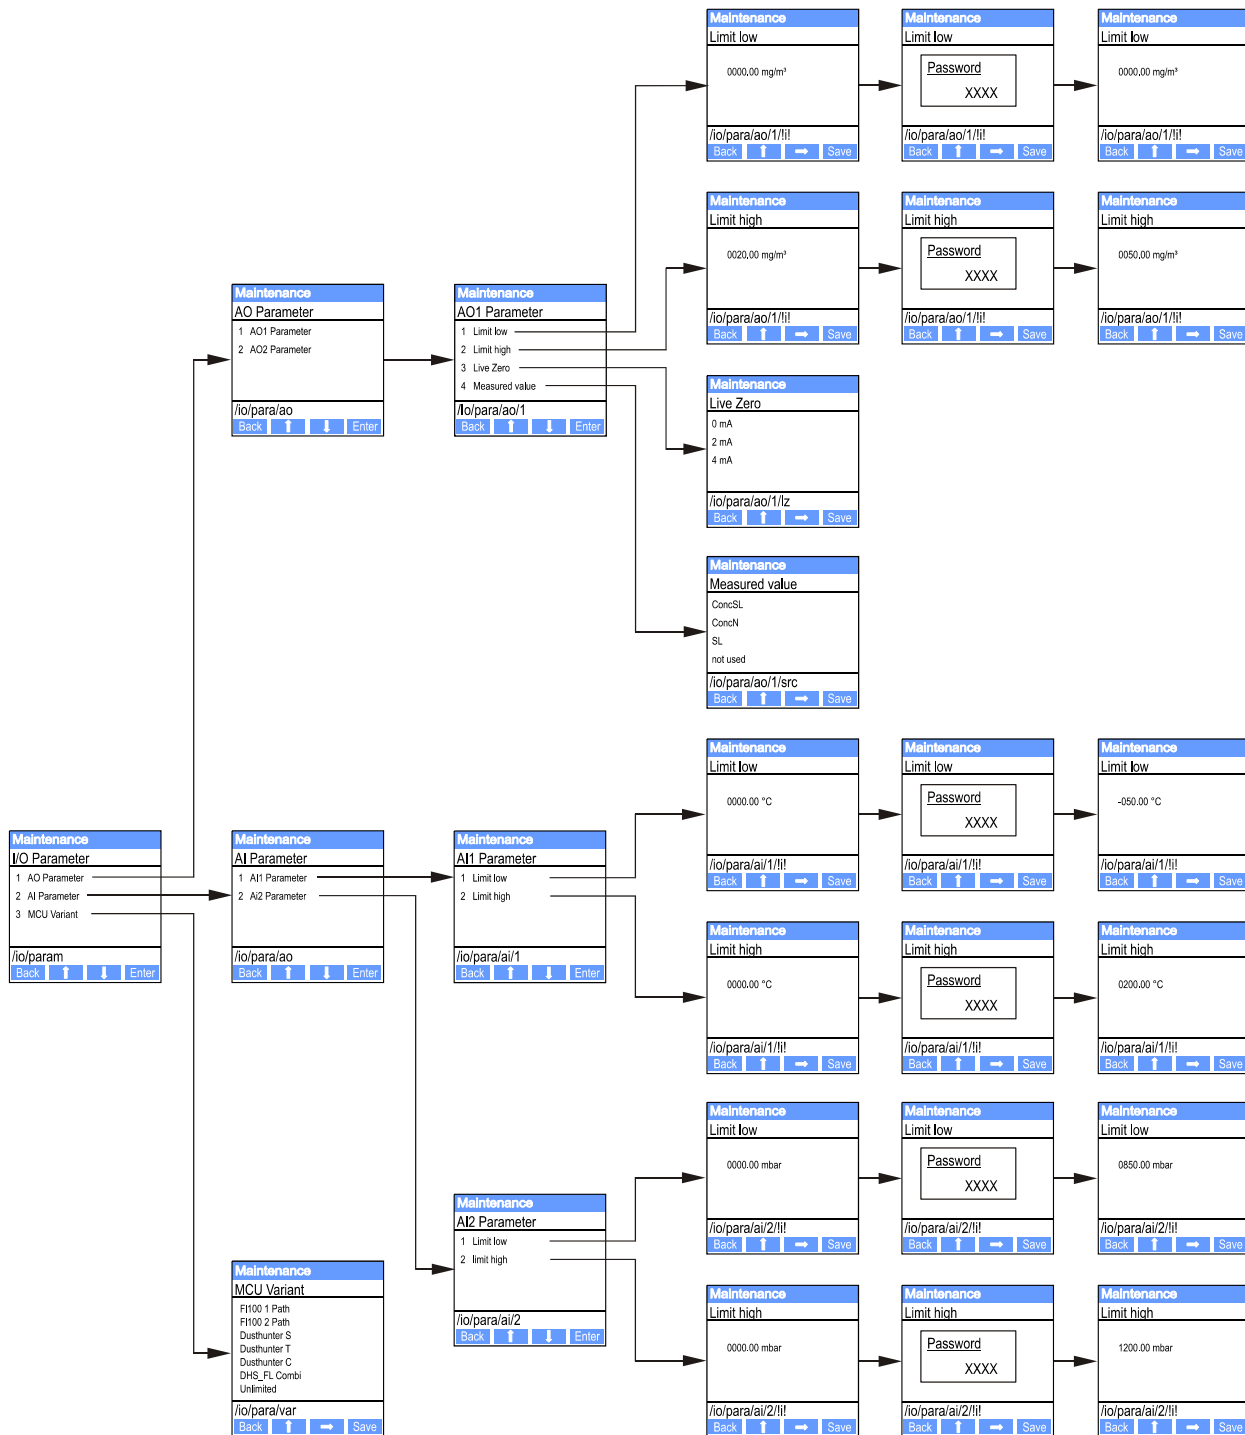 Maintenance
Limit low
0000.00 mg/m³
/io/para/ao/1/!i!
Back Save
Maintenance
Limit low
Password
XXXX
/io/para/ao/1/!i!
Back Save
Maintenance
Limit low
0000.00 mg/m³
/io/para/ao/1/!i!
Back Save
Maintenance
Limit high
0020.00 mg/m³
/io/para/ao/1/!i!
Back Save
Maintenance
Limit high
Password
XXXX
/io/para/ao/1/!i!
Back Save
Maintenance
Limit high
0050.00 mg/m³
/io/para/ao/1/!i!
Back Save
Maintenance
AO Parameter
1 AO1 Parameter
2 AO2 Parameter
/io/para/ao
Back Enter
Maintenance
AO1 Parameter
1 Limit low
2 Limit high
3 Live Zero
4 Measured value
/Io/para/ao/1
Back Enter
Maintenance
Live Zero
0 mA
2 mA
4 mA
/io/para/ao/1/lz
Back Save
Maintenance
Measured value
ConcSL
ConcN
SL
not used
/io/para/ao/1/src
Back Save
Maintenance
Limit low
0000.00 °C
/io/para/ai/1/!i!
Back Save
Maintenance
Limit low
Password
XXXX
/io/para/ai/1/!i!
Back Save
Maintenance
Limit low
-050.00 °C
/io/para/ai/1/!i!
Back Save
Maintenance
I/O Parameter
1 AO Parameter
2 AI Parameter
3 MCU Variant
/io/param
Back Enter
Maintenance
AI Parameter
1 AI1 Parameter
2 Ai2 Parameter
/io/para/ao
Back Enter
Maintenance
AI1 Parameter
1 Limit low
2 Limit high
/io/para/ai/1
Back Enter
Maintenance
Limit high
0000.00 °C
/io/para/ai/1/!i!
Back Save
Maintenance
Limit high
Password
XXXX
/io/para/ai/1/!i!
Back Save
Maintenance
Limit high
0200.00 °C
/io/para/ai/1/!i!
Back Save
Maintenance
Limit low
0000.00 mbar
/io/para/ai/2/!i!
Back Save
Maintenance
Limit low
Password
XXXX
/io/para/ai/2/!i!
Back Save
Maintenance
Limit low
0850.00 mbar
/io/para/ai/2/!i!
Back Save
Maintenance
AI2 Parameter
1 Limit low
2 limit high
/io/para/ai/2
Back Enter
Maintenance
MCU Variant
Fl100 1 Path
Fl100 2 Path
Dusthunter S
Dusthunter T
Dusthunter C
DHS_FL Combi
Unlimited
/io/para/var
Back Save
Maintenance
Limit high
0000.00 mbar
/io/para/ai/2/!i!
Back Save
Maintenance
Limit high
Password
XXXX
/io/para/ai/2/!i!
Back Save
Maintenance
Limit high
1200.00 mbar
/io/para/ai/2/!i!
Back Save